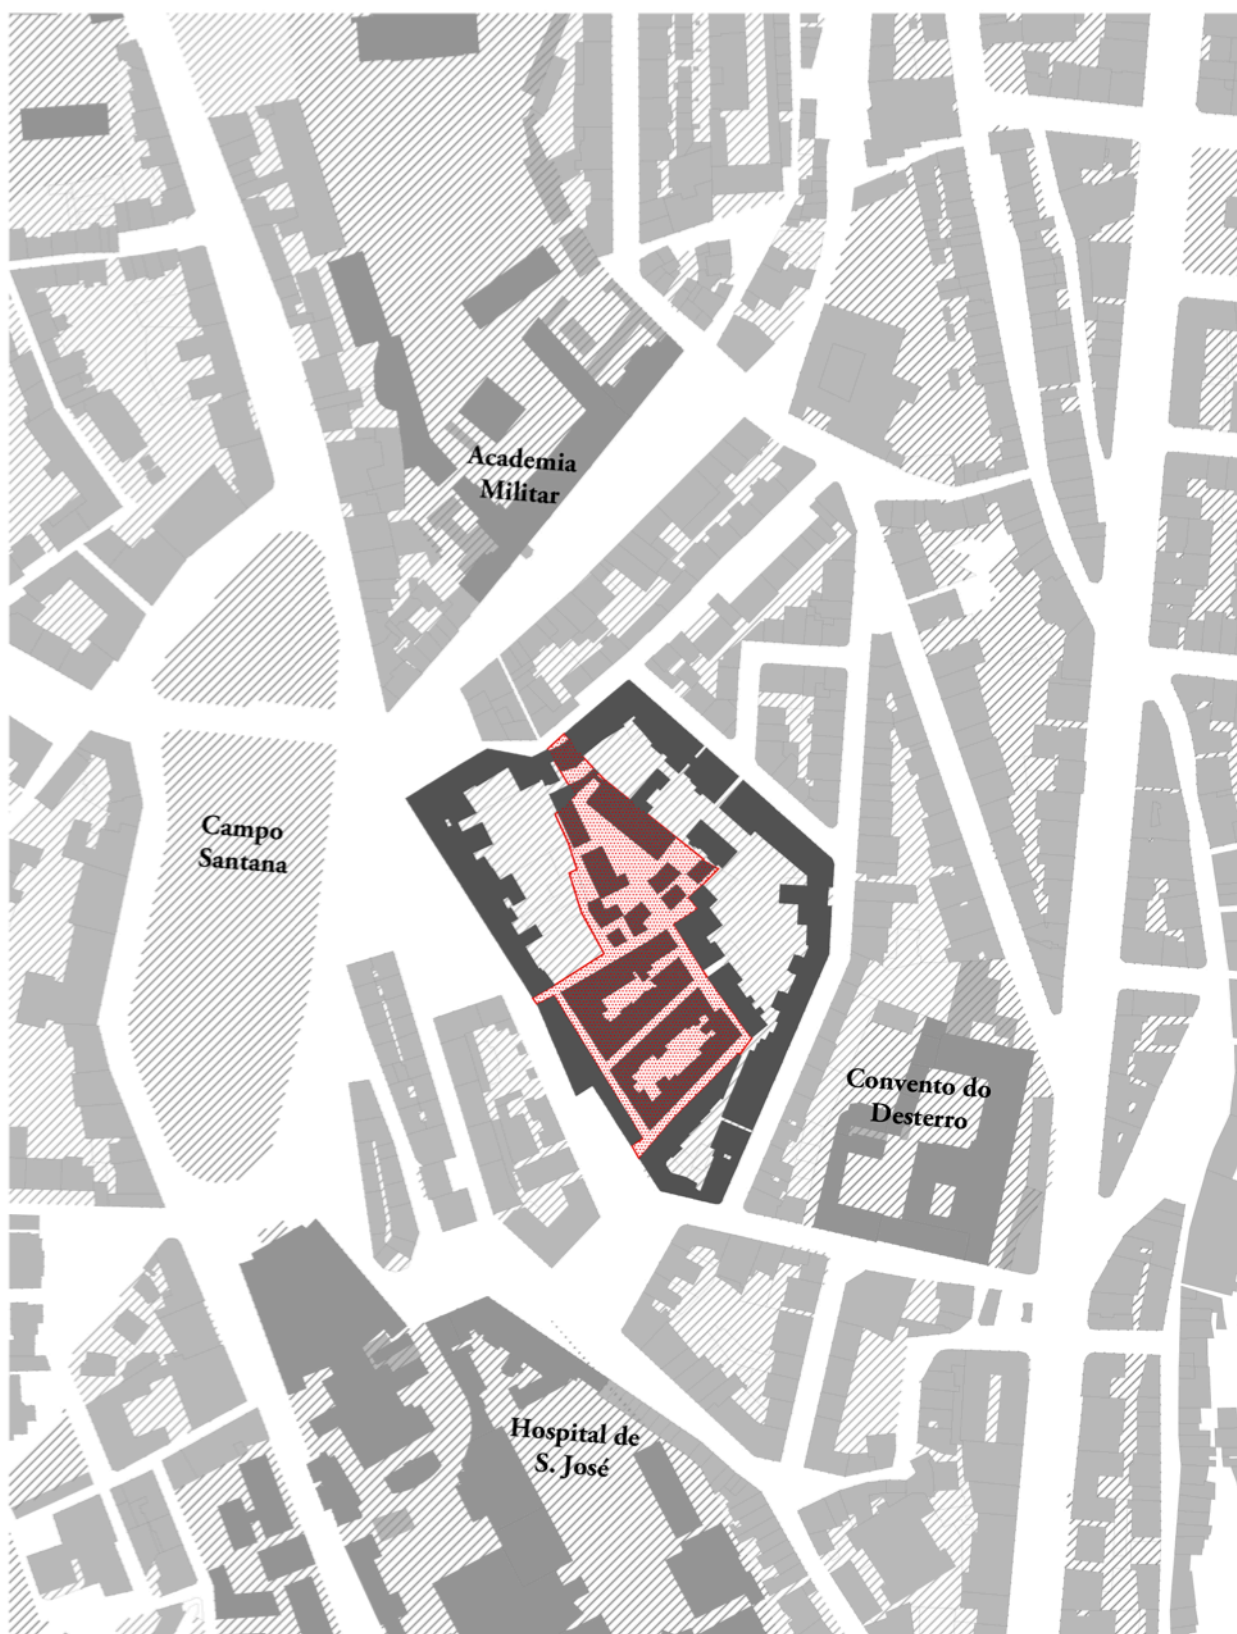 Academia
Militar
Campo
Santana
Convento do
Desterro
Hospital de
S. José